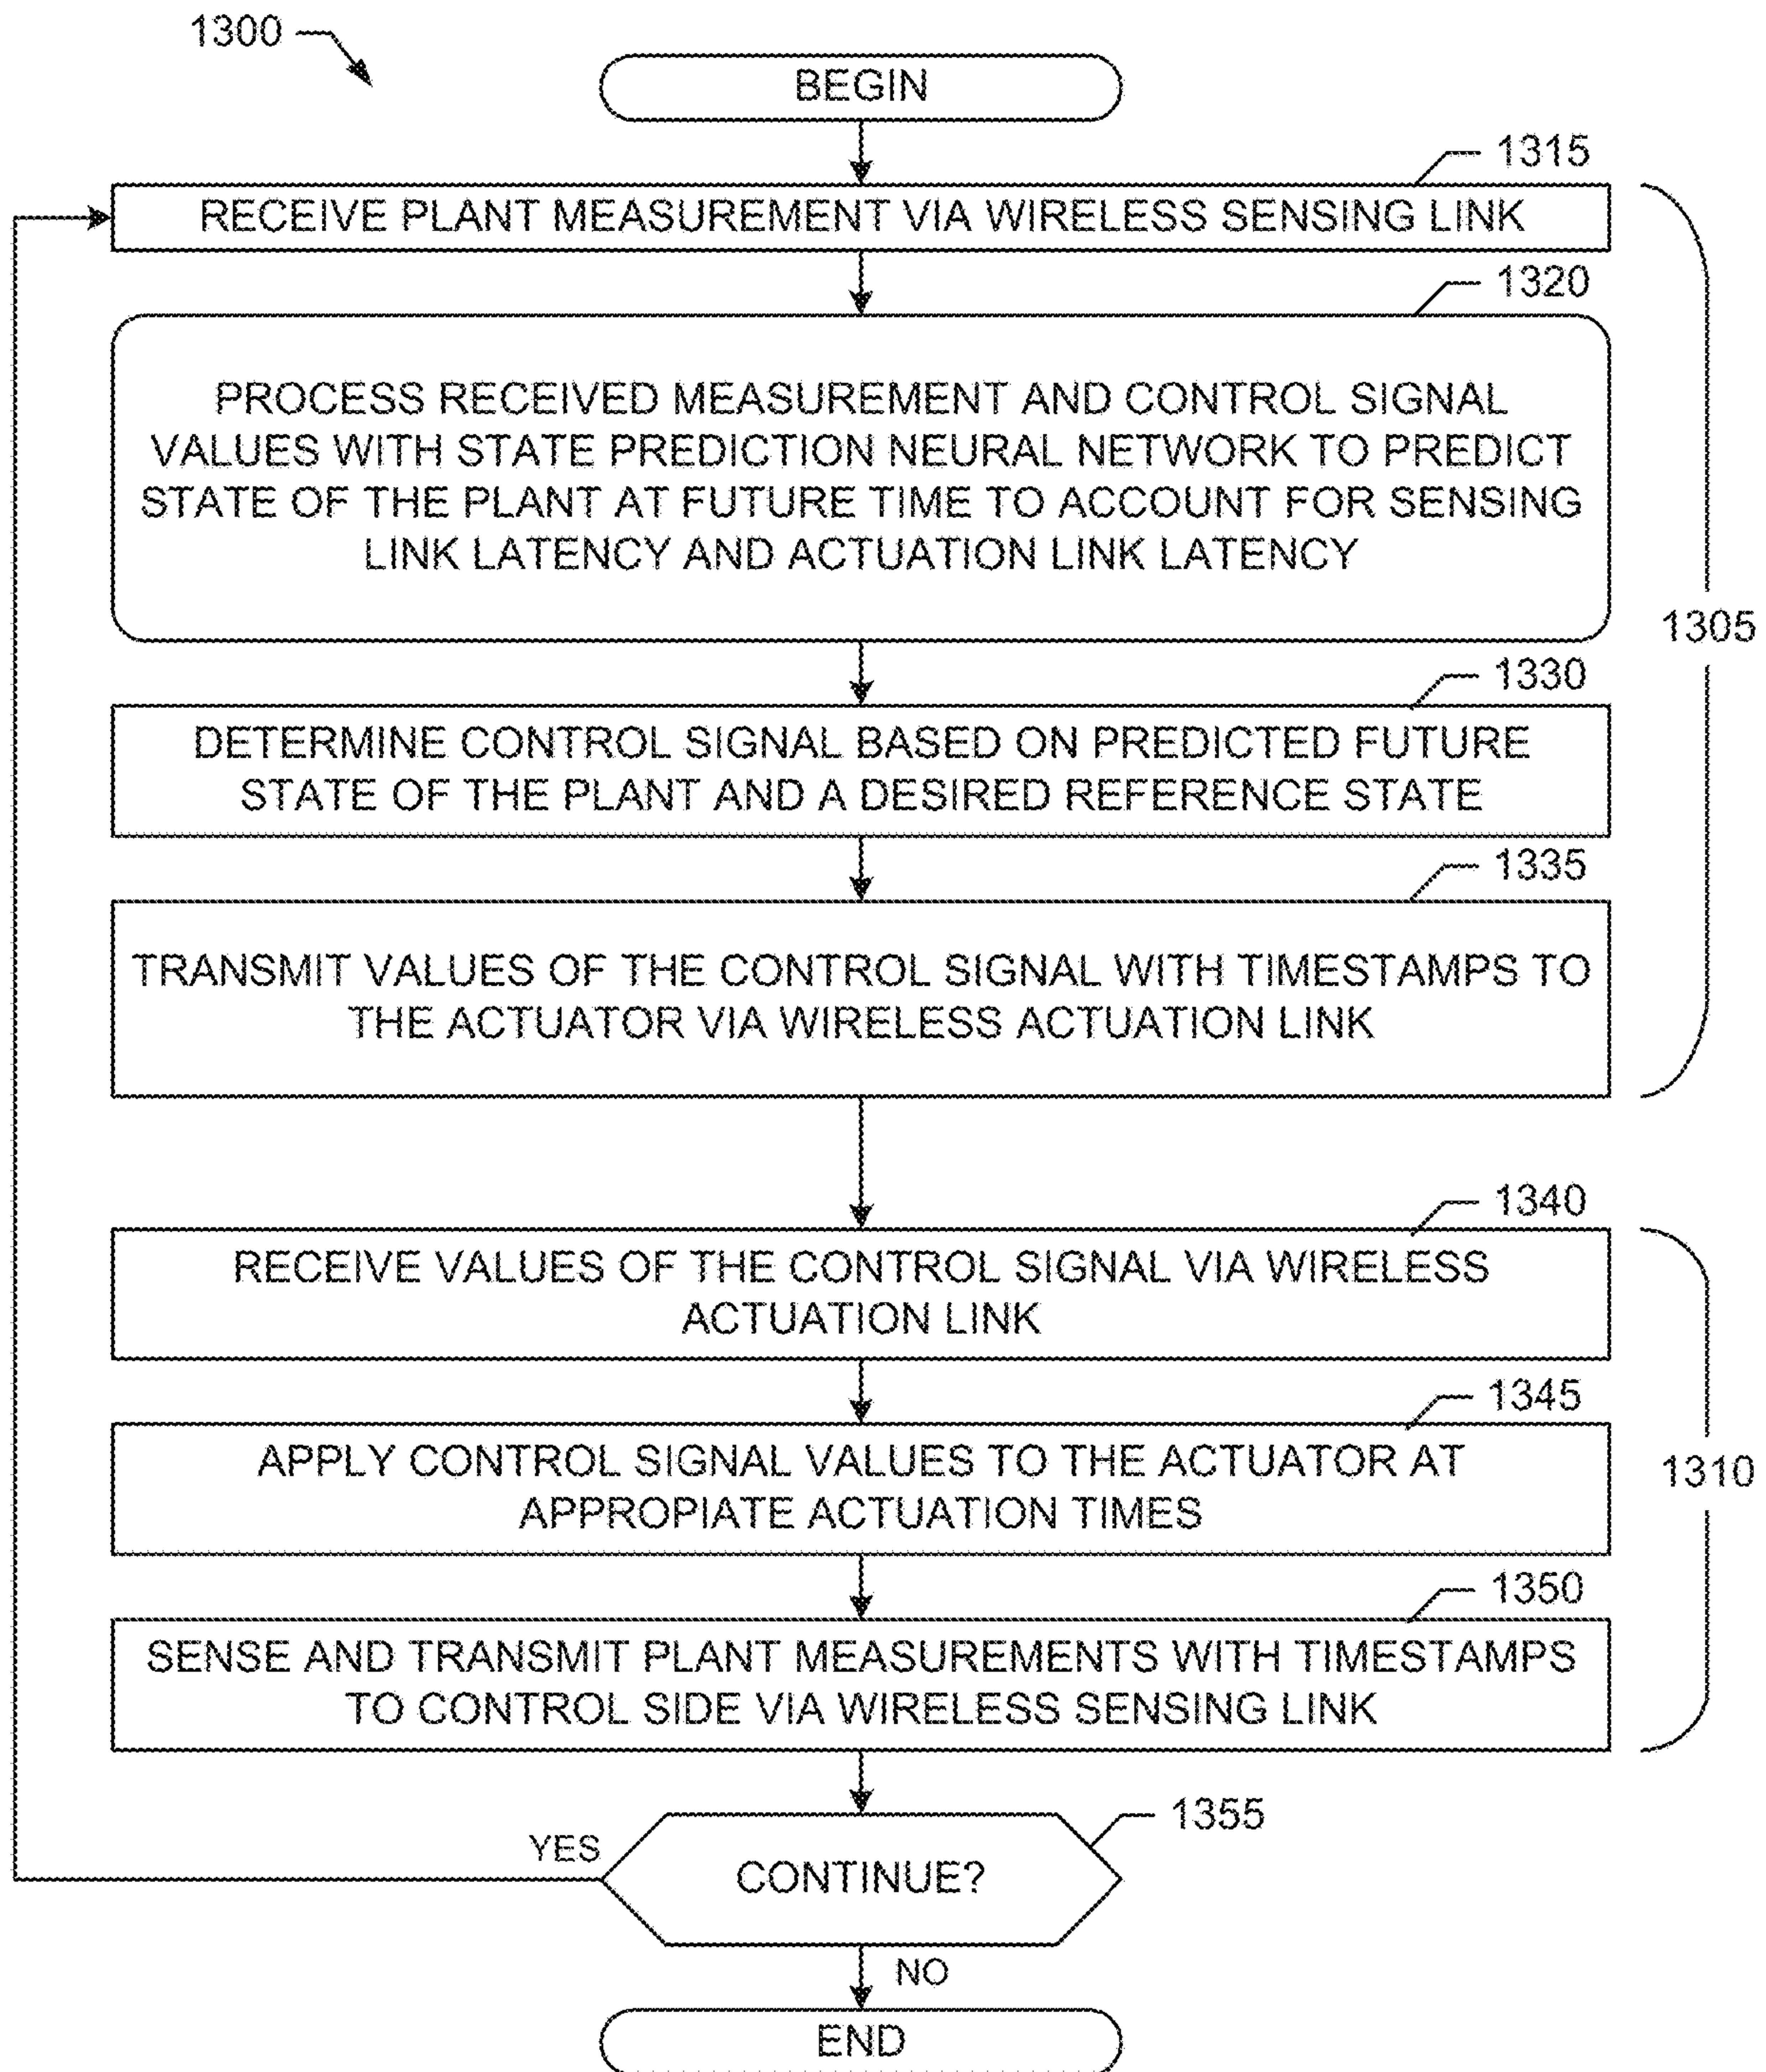 1300
BEGIN
1315
RECEIVE PLANT MEASUREMENT VIA WIRELESS SENSING LINK
1320
PROCESS RECEIVED MEASUREMENT AND CONTROL SIGNAL
VALUES WITH STATE PREDICTION NEURAL NETWORK TO PREDICT
STATE OF THE PLANT AT FUTURE TIME TO ACCOUNT FOR SENSING
LINK LATENCY AND ACTUATION LINK LATENCY
1305
1330
DETERMINE CONTROL SIGNAL BASED ON PREDICTED FUTURE
STATE OF THE PLANT AND A DESIRED REFERENCE STATE
1335
TRANSMIT VALUES OF THE CONTROL SIGNAL WITH TIMESTAMPS TO
THE ACTUATOR VIA WIRELESS ACTUATION LINK
1340
RECEIVE VALUES OF THE CONTROL SIGNAL VIA WIRELESS
ACTUATION LINK
1345
APPLY CONTROL SIGNAL VALUES TO THE ACTUATOR AT
APPROPIATE ACTUATION TIMES
1310
1350
SENSE AND TRANSMIT PLANT MEASUREMENTS WITH TIMESTAMPS
TO CONTROL SIDE VIA WIRELESS SENSING LINK
1355
YES
CONTINUE?
NO
END